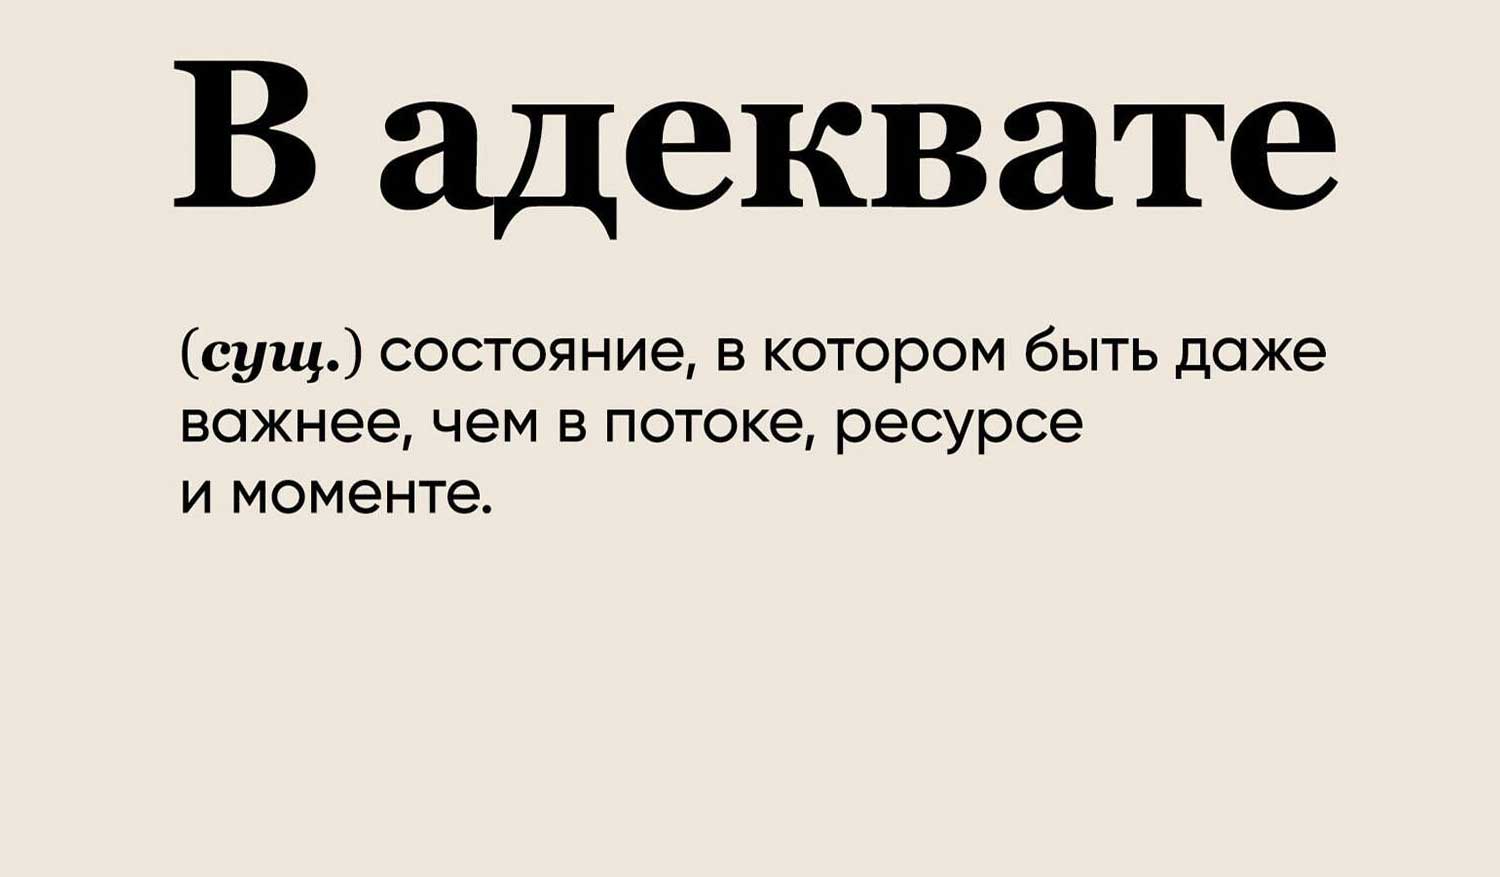 В адеквате
(сущ.) состояние, в котором быть даже
важнее, чем в потоке, ресурсе
и моменте.